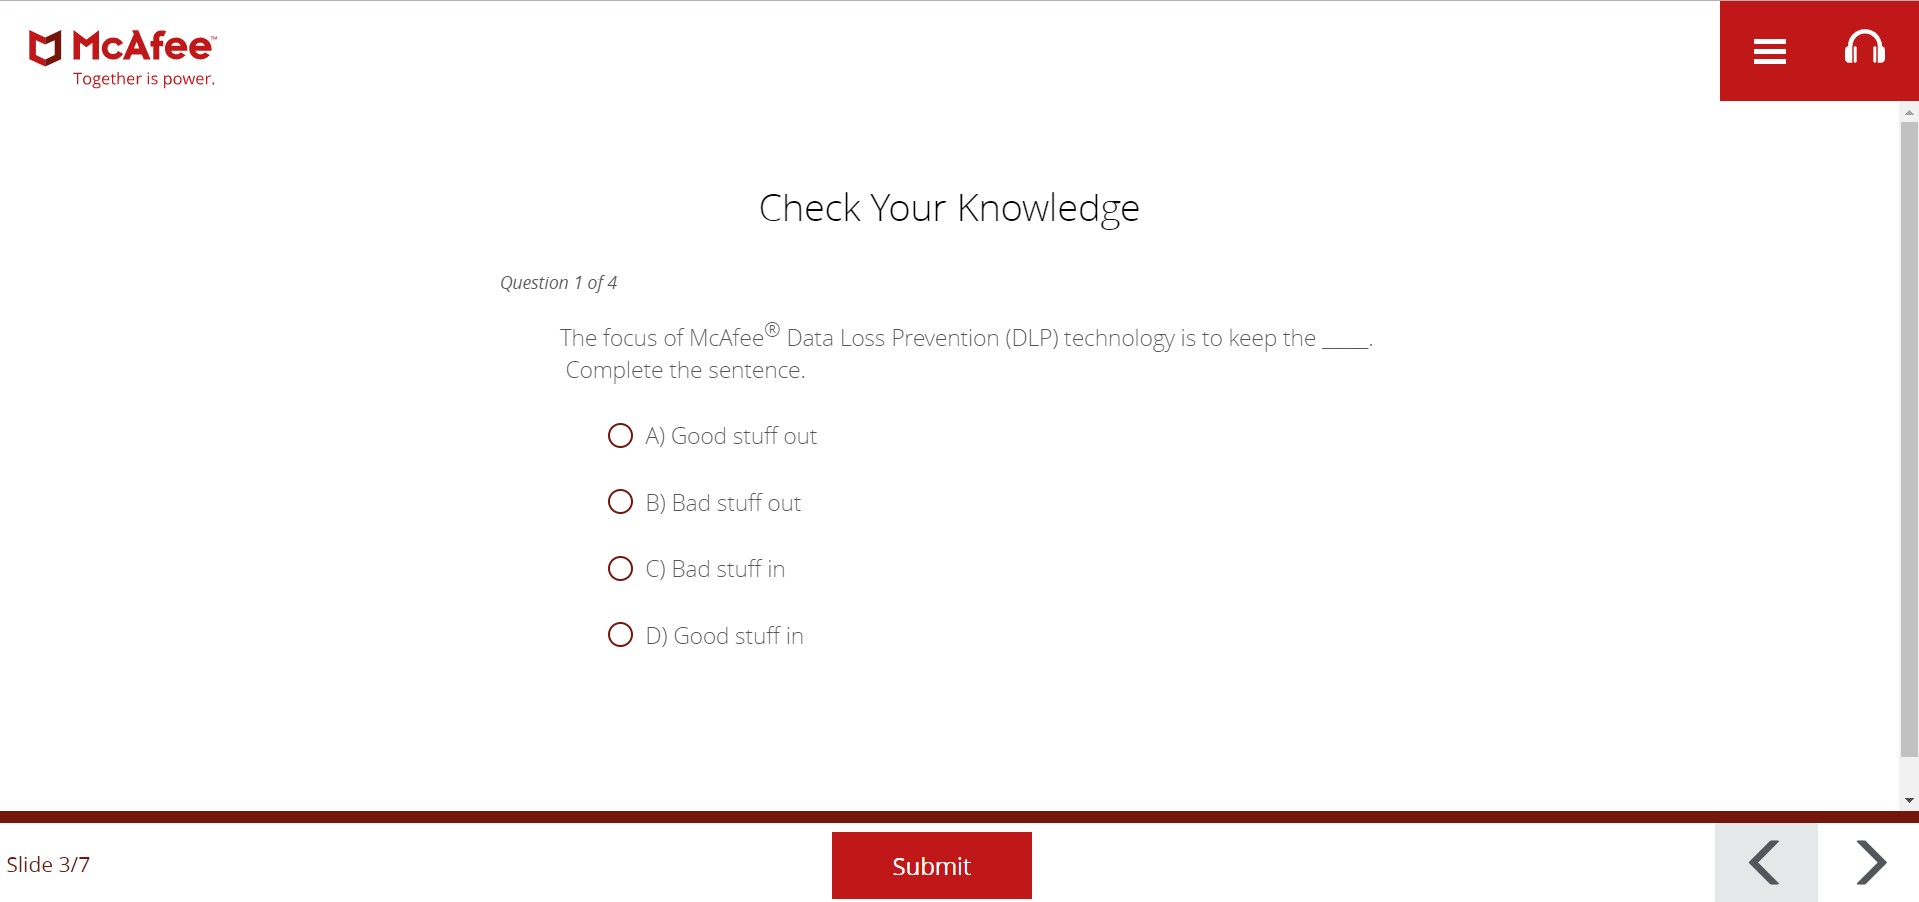 McAfee™
Together is power.
Check Your Knowledge
Question 1 of 4
The focus of McAfee® Data Loss Prevention (DLP) technology is to keep the _____.
Complete the sentence.
A) Good stuff out
B) Bad stuff out
C) Bad stuff in
D) Good stuff in
Slide 3/7
Submit